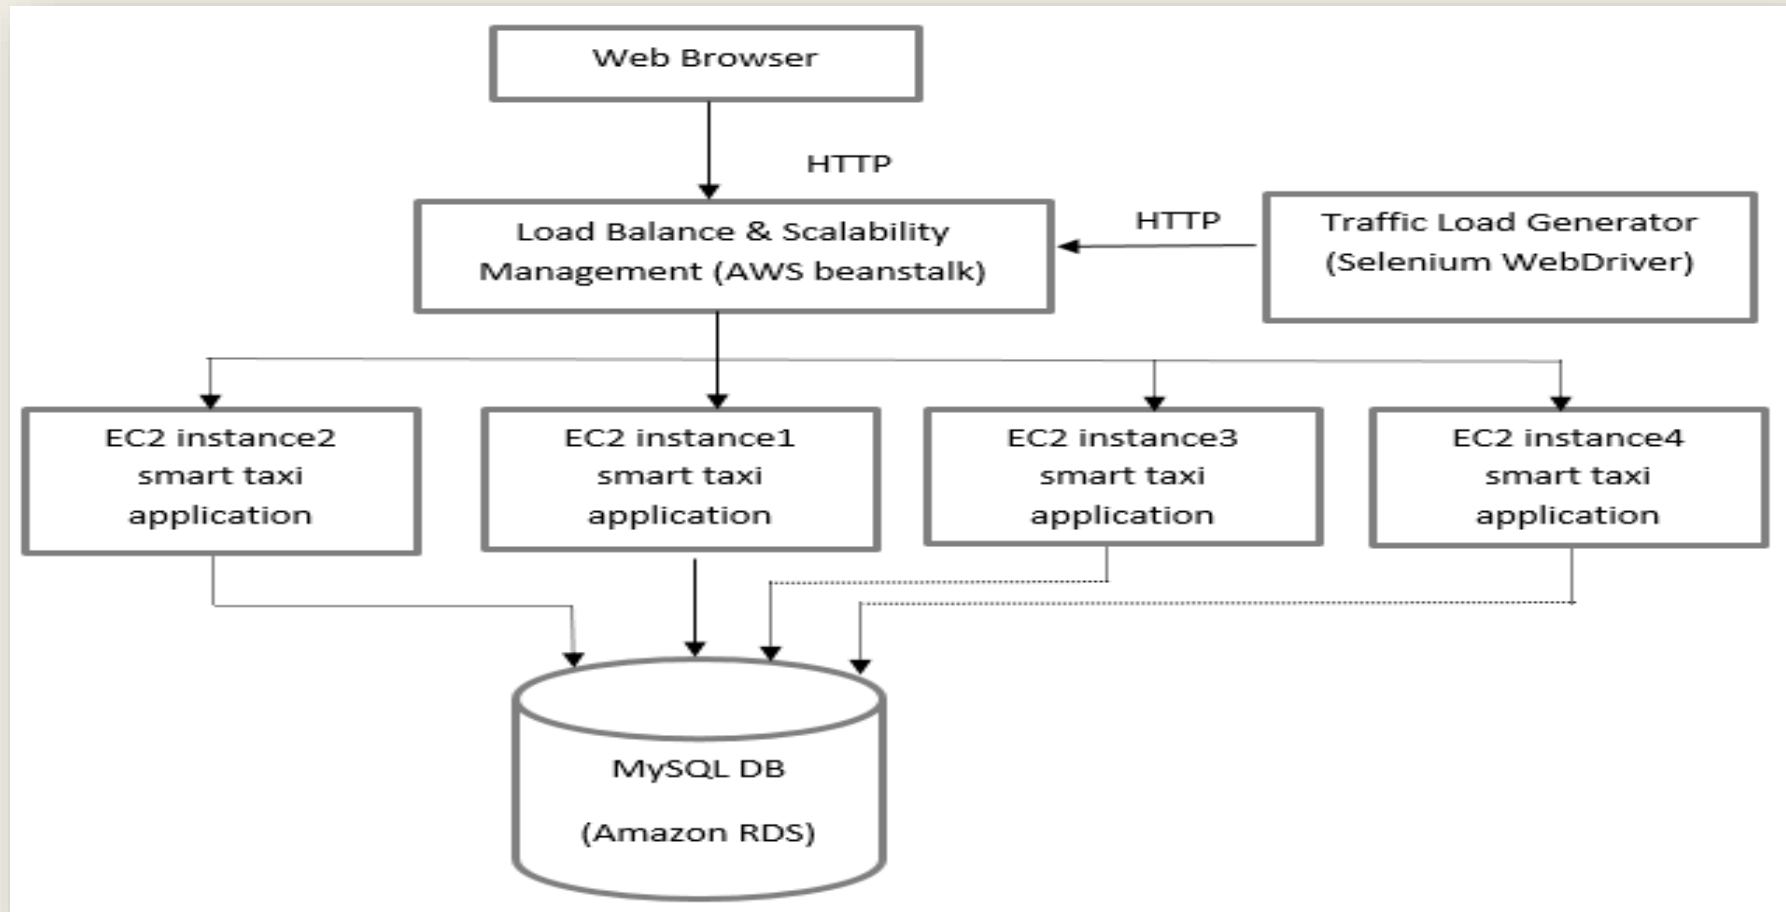 Web Browser
HTTP
Load Balance & Scalability
Management (AWS beanstalk)
HTTP
Traffic Load Generator
(Selenium WebDriver)
EC2 instance2
smart taxi
application
EC2 instance1
smart taxi
application
EC2 instance3
smart taxi
application
EC2 instance4
smart taxi
application
MySQL DB
(Amazon RDS)